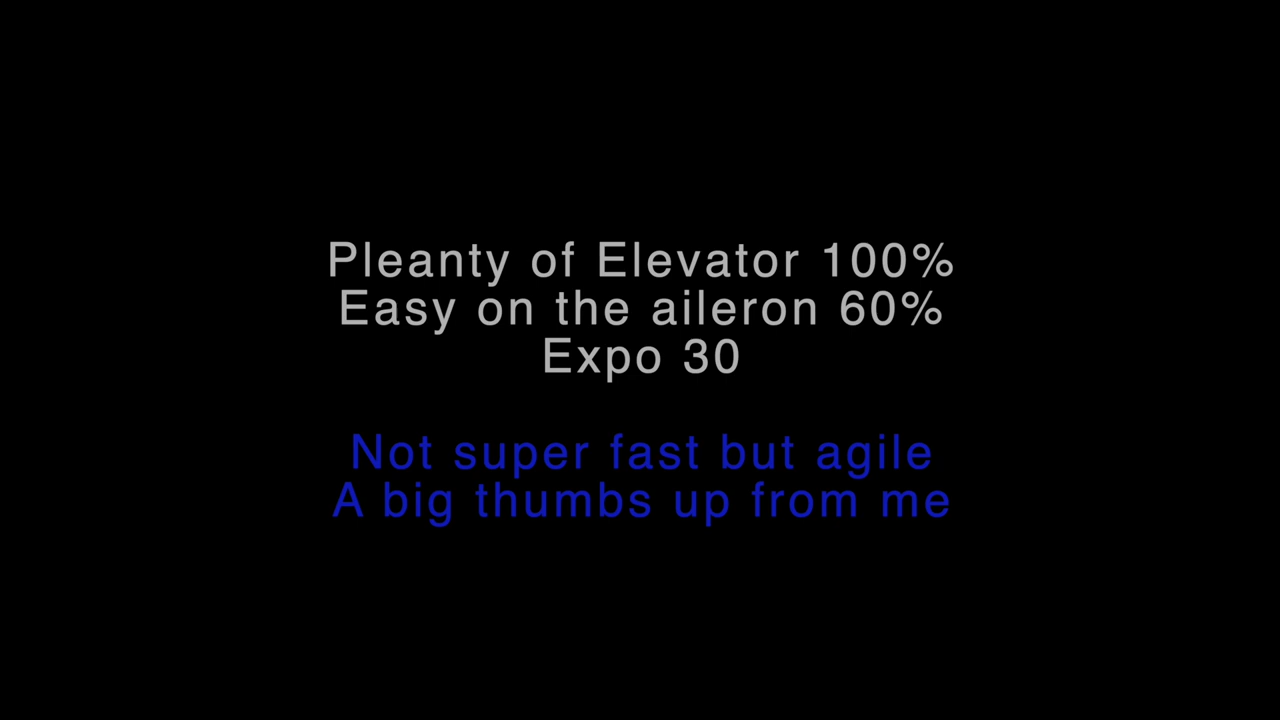 Pleanty of Elevator 100%
Easy on the aileron 60%
Expo 30
Not super fast but agile
A big thumbs up from me